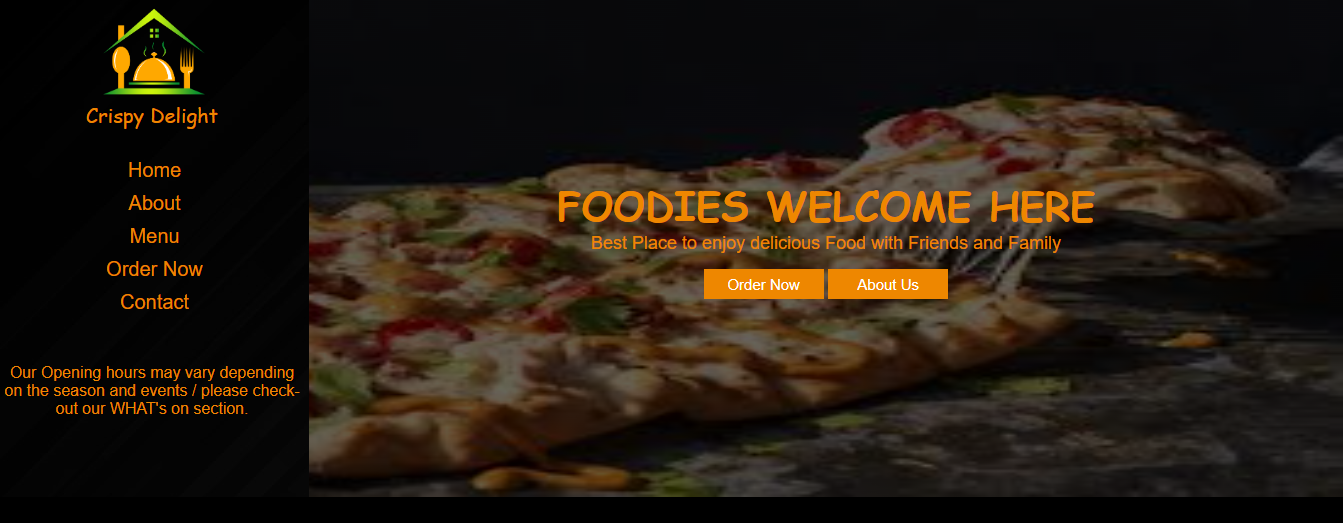 Crispy Delight
Home
About
Menu
Order Now
Contact
Our Opening hours may vary depending
on the season and events / please check-
out our WHAT's on section.
FOODIES WELCOME HERE
Best Place to enjoy delicious Food with Friends and Family
Order Now
About Us